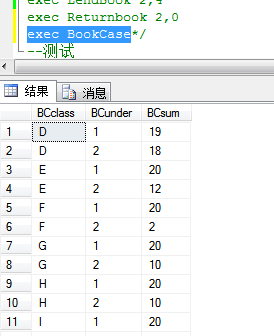 exec LendBook 2,4
exec Returnbook 2,0
exec BookCase*/
--测试
结果 消息
BCclass BCunder BCsum
1 D 1 19
2 D 2 18
3 E 1 20
4 E 2 12
5 F 1 20
6 F 2 2
7 G 1 20
8 G 2 10
9 H 1 20
10 H 2 10
11 I 1 20